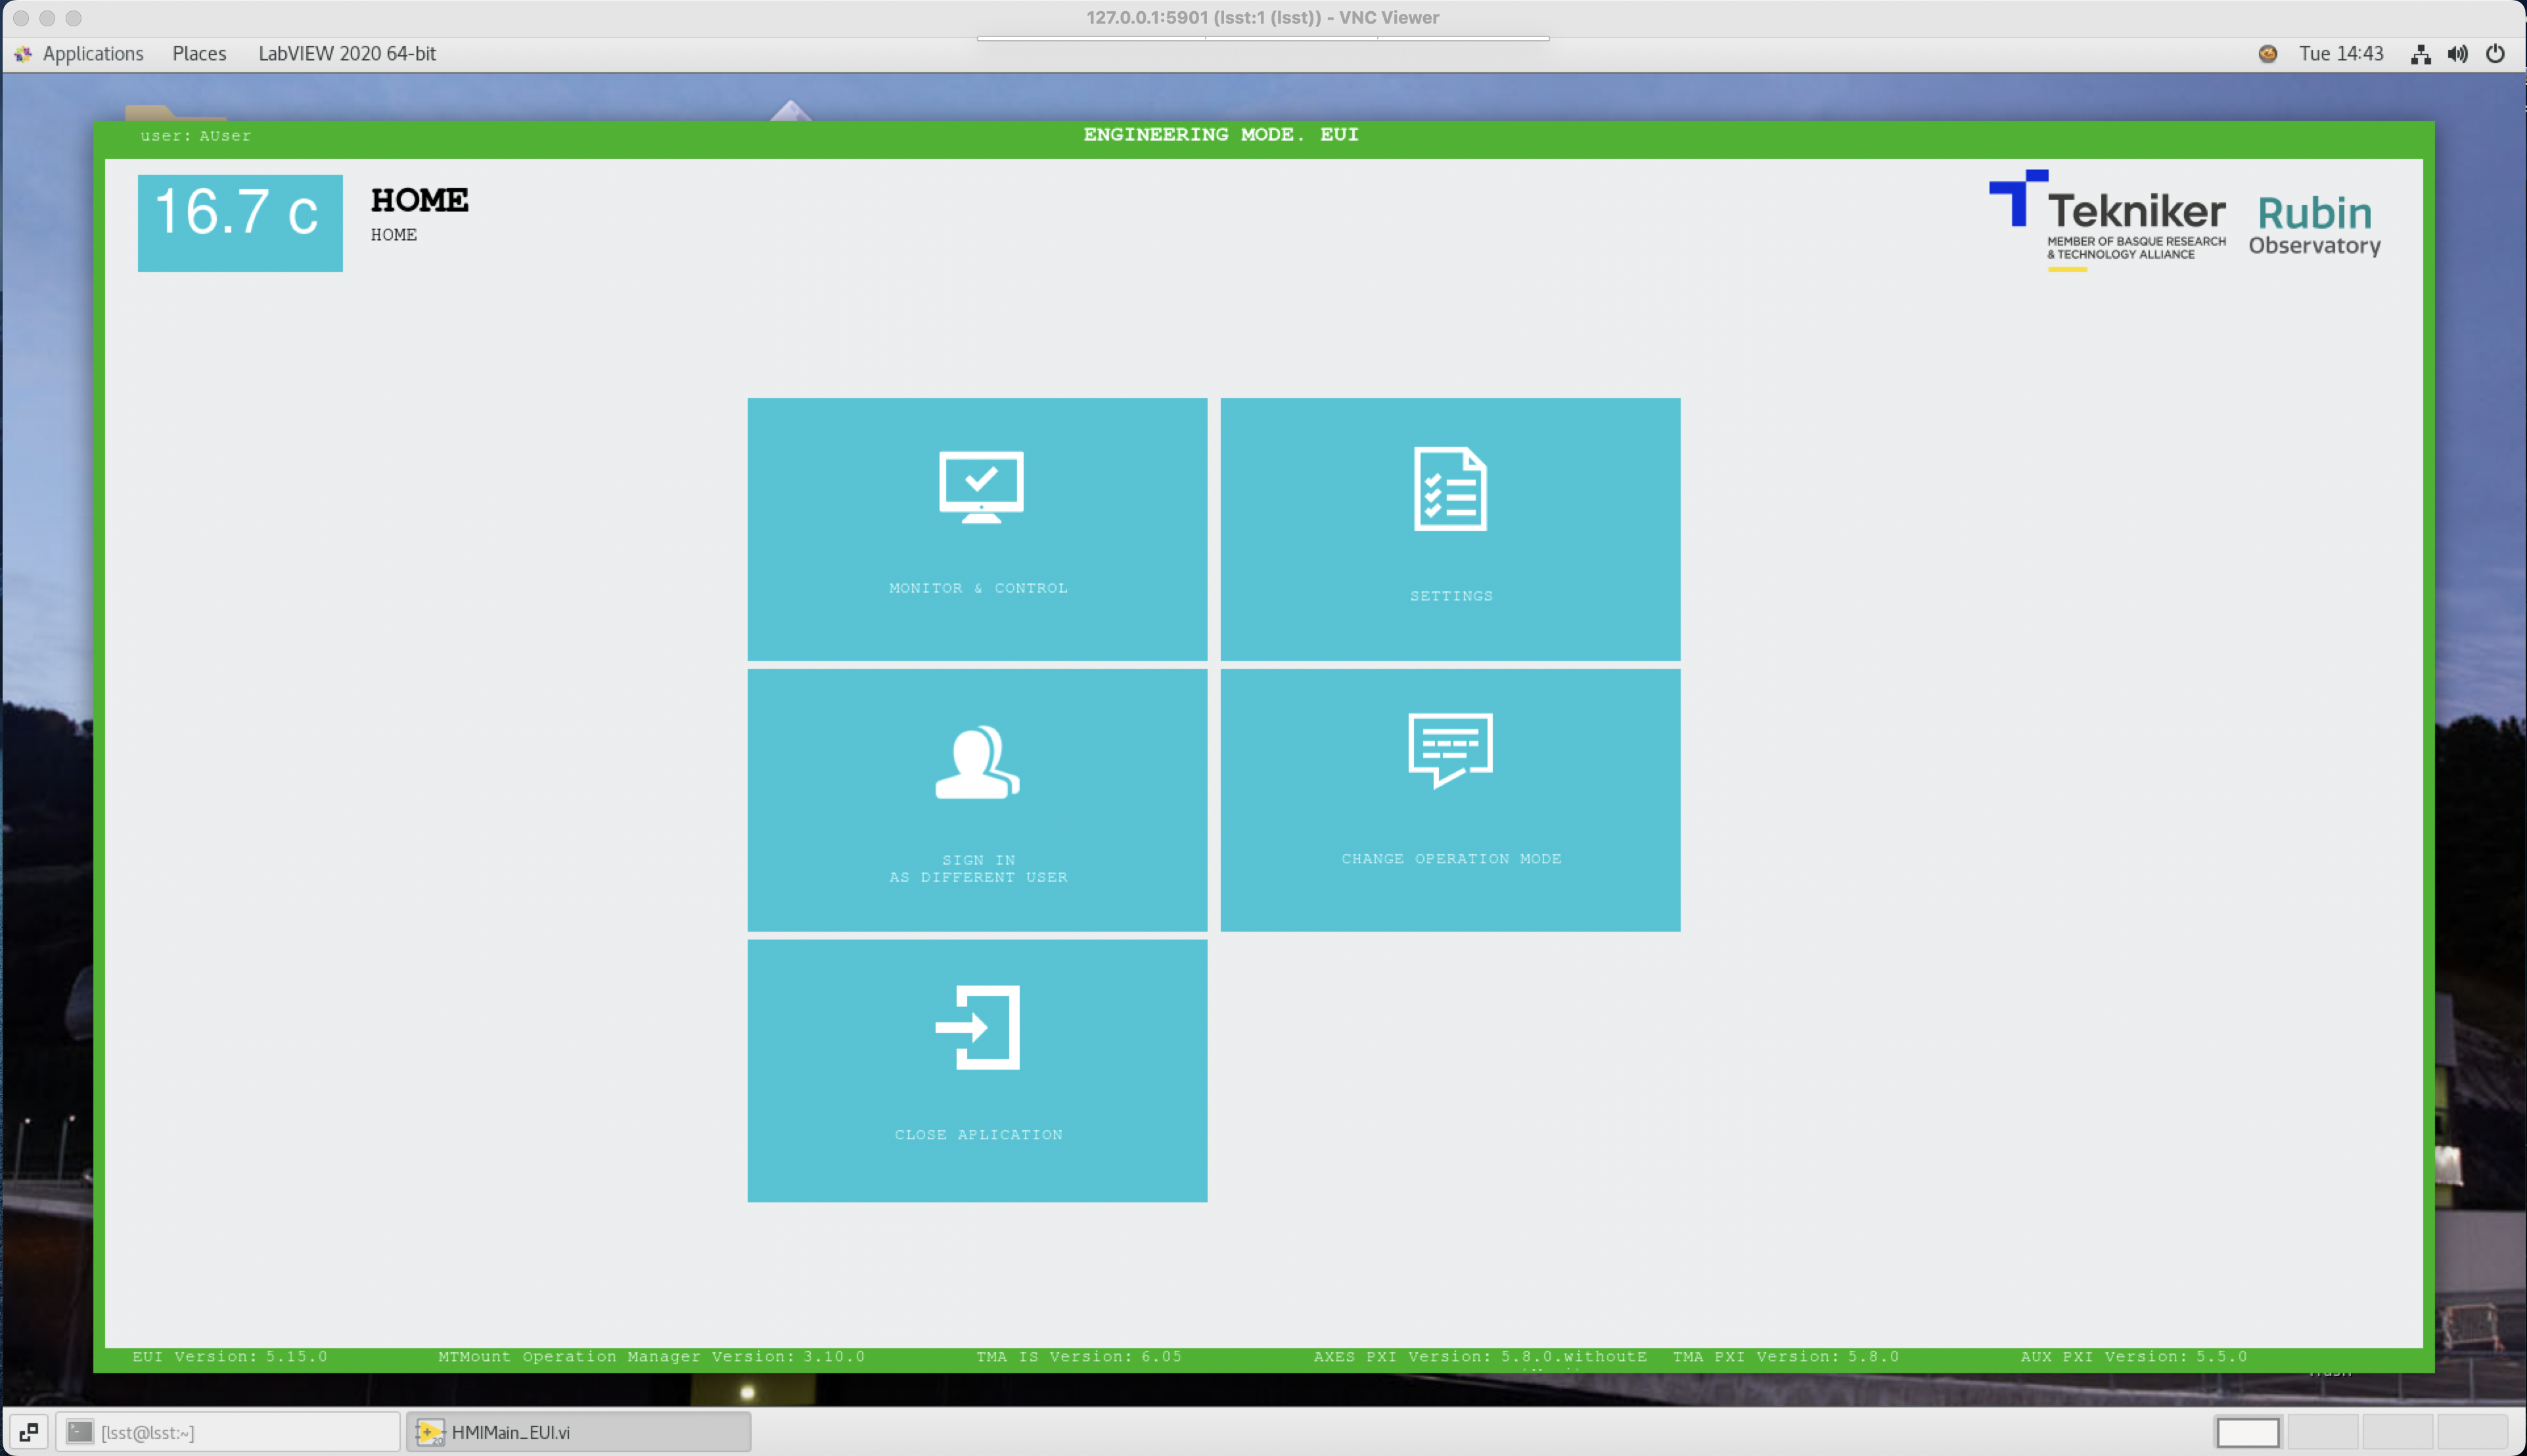 127.0.0.1:5901 (lsst:1 (lsst)) - VNC Viewer
Applications Places LabVIEW 2020 64-bit Tue 14:43
user: AUser ENGINEERING MODE. EUI
16.7 c
HOME
HOME
Tekniker
MEMBER OF BASQUE RESEARCH
& TECHNOLOGY ALLIANCE
Rubin
Observatory
MONITOR & CONTROL
SETTINGS
SIGN IN
AS DIFFERENT USER
CHANGE OPERATION MODE
CLOSE APLICATION
EUI Version: 5.15.0 MTMount Operation Manager Version: 3.10.0 TMA IS Version: 6.05 AXES PXI Version: 5.8.0.withoutE TMA PXI Version: 5.8.0 AUX PXI Version: 5.5.0
[lsst@lsst:~] HMIMain_EUI.vi